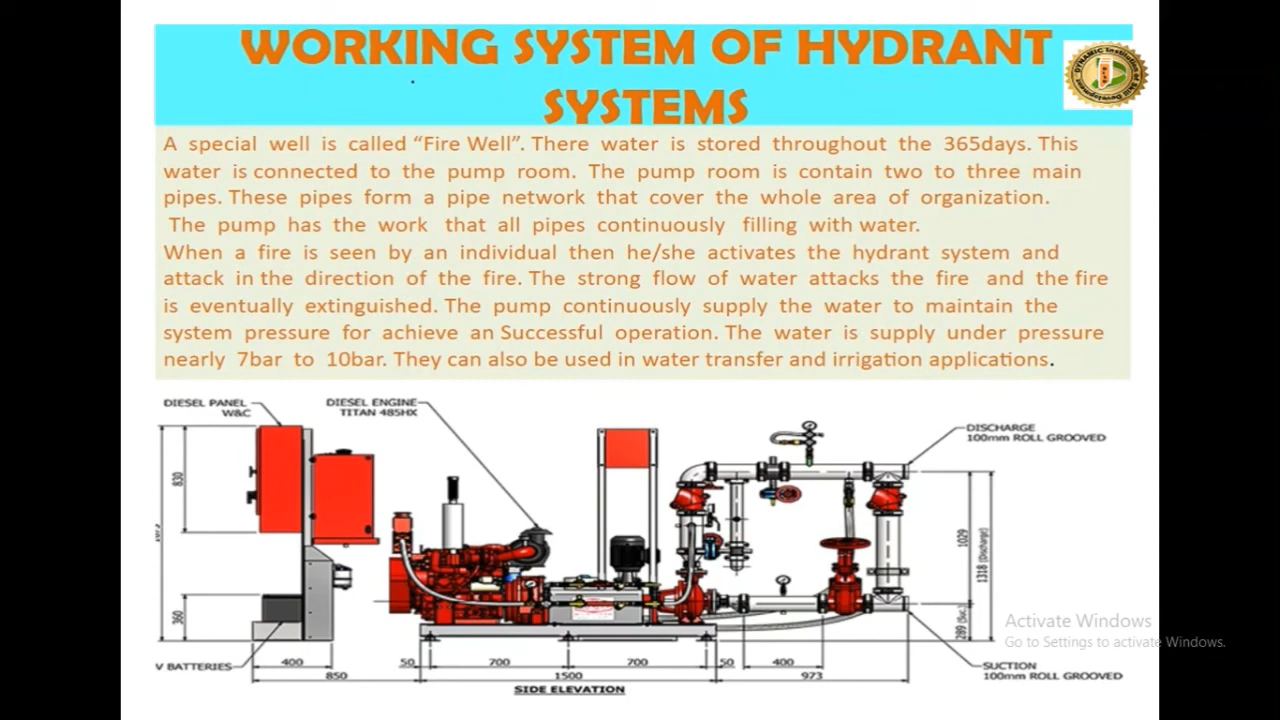 WORKING SYSTEM OF HYDRANT
SYSTEMS
DYNAMIC Institution of Skill Development
A special well is called “Fire Well”. There water is stored throughout the 365days. This
water is connected to the pump room. The pump room is contain two to three main
pipes. These pipes form a pipe network that cover the whole area of organization.
The pump has the work that all pipes continuously filling with water.
When a fire is seen by an individual then he/she activates the hydrant system and
attack in the direction of the fire. The strong flow of water attacks the fire and the fire
is eventually extinguished. The pump continuously supply the water to maintain the
system pressure for achieve an Successful operation. The water is supply under pressure
nearly 7bar to 10bar. They can also be used in water transfer and irrigation applications.
DIESEL PANEL
W&C
DIESEL ENGINE
TITAN 485HX
DISCHARGE
100mm ROLL GROOVED
830
360
1029
1318 (Discharge)
289 (Suc.)
Activate Windows
Go to Settings to activate Windows.
V BATTERIES
400
850
50
700
700
1500
50
400
973
SUCTION
100mm ROLL GROOVED
SIDE ELEVATION